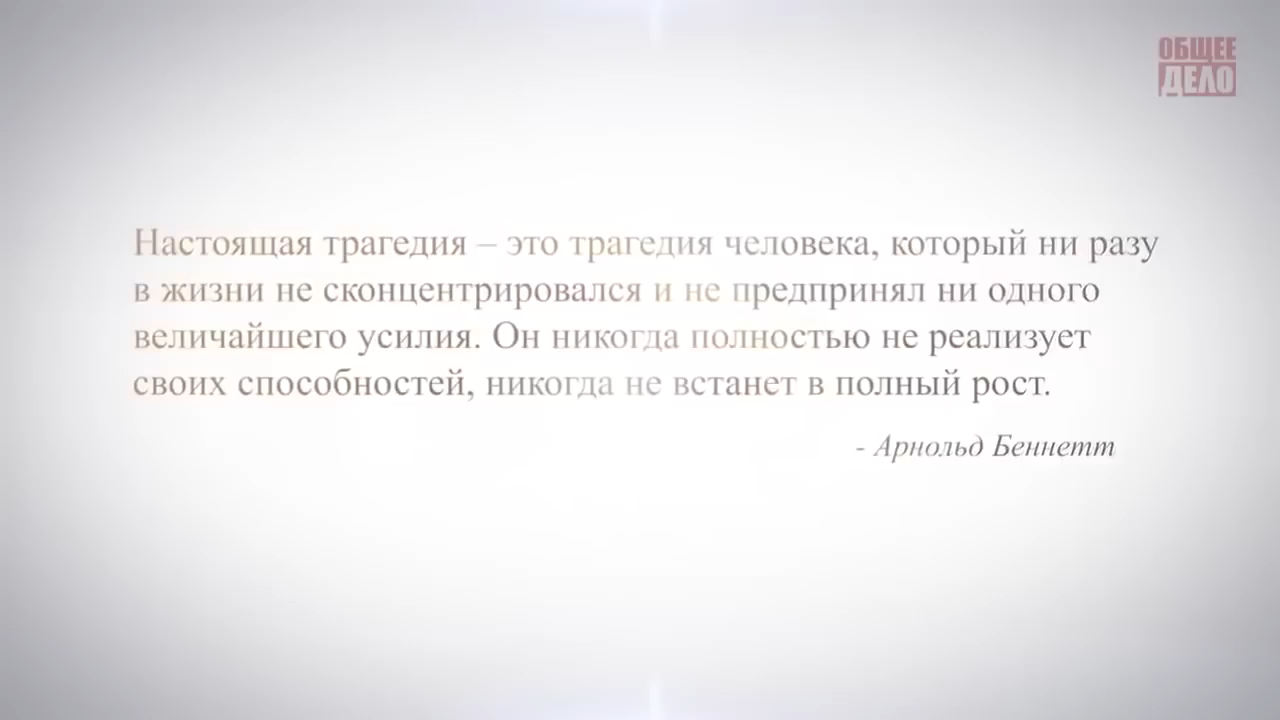 ОБЩЕЕ
ДЕЛО
Настоящая трагедия – это трагедия человека, который ни разу
в жизни не сконцентрировался и не предпринял ни одного
величайшего усилия. Он никогда полностью не реализует
своих способностей, никогда не встанет в полный рост.
- Арнольд Беннетт